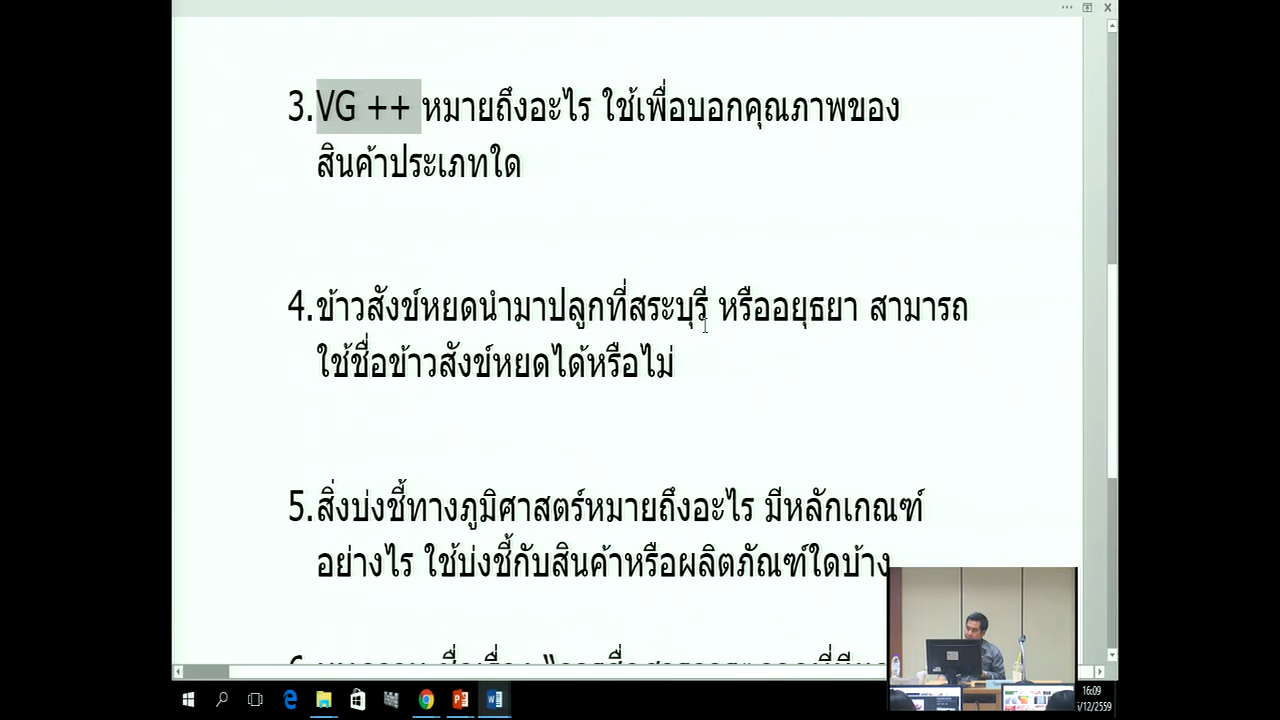 3. VG ++ หมายถึงอะไร ใช้เพื่อบอกคุณภาพของ
สินค้าประเภทใด
4. ข้าวสังข์หยดนำมาปลูกที่สระบุรี หรืออยุธยา สามารถ
ใช้ชื่อข้าวสังข์หยดได้หรือไม่
5. สิ่งบ่งชี้ทางภูมิศาสตร์หมายถึงอะไร มีหลักเกณฑ์
อย่างไร ใช้บ่งชี้กับสินค้าหรือผลิตภัณฑ์ใดบ้าง
16:09
/12/2559